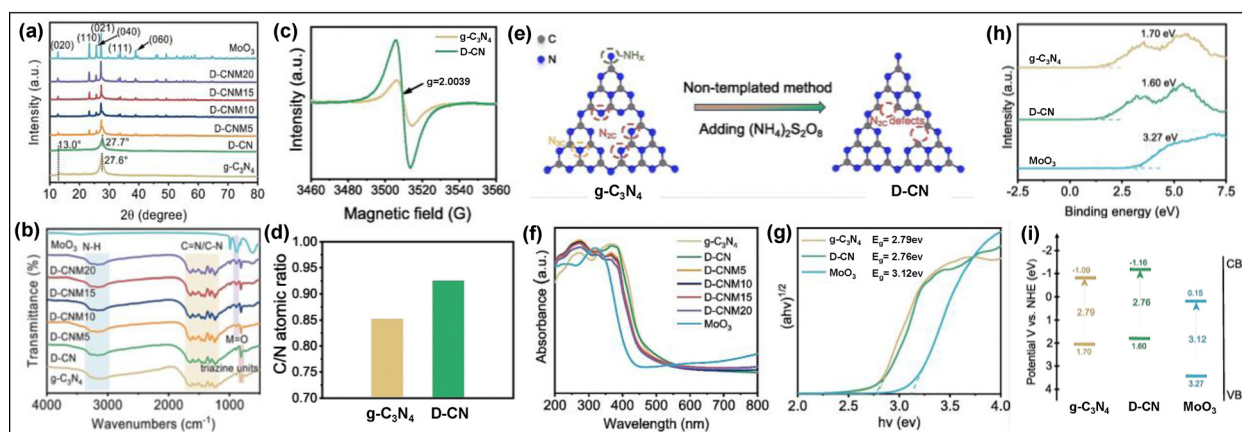 (a)
(021)
(110)
(040)
(020)
(111)
(060)
MoO₃
D-CNM20
D-CNM15
D-CNM10
D-CNM5
13.0°
27.7°
D-CN
27.6°
g-C₃N₄
Intensity (a.u.)
10 20 30 40 50 60 70 80
2θ (degree)
(b)
MoO₃ N-H
C=N/C-N
D-CNM20
D-CNM15
D-CNM10
D-CNM5
M=O
D-CN
triazine units
g-C₃N₄
Transmittance (%)
4000 3000 2000 1000 500
Wavenumbers (cm⁻¹)
(c)
g-C₃N₄
D-CN
g=2.0039
Intensity (a.u.)
3460 3480 3500 3520 3540 3560
Magnetic field (G)
(d)
1.00
0.95
0.90
0.85
0.80
0.75
0.70
C/N atomic ratio
g-C₃N₄ D-CN
(e)
C
N
NHₓ
N₂C
N₃C
g-C₃N₄
Non-templated method
Adding (NH₄)₂S₂O₈
N₂C defects
D-CN
(f)
g-C₃N₄
D-CN
D-CNM5
D-CNM10
D-CNM15
D-CNM20
MoO₃
Absorbance (a.u.)
200 300 400 500 600 700 800
Wavelength (nm)
(g)
g-C₃N₄ Eg= 2.79ev
D-CN Eg= 2.76ev
MoO₃ Eg= 3.12ev
(ahv)¹/²
2.0 2.5 3.0 3.5 4.0
hv (ev)
(h)
1.70 eV
g-C₃N₄
1.60 eV
D-CN
3.27 eV
MoO₃
Intensity (a.u.)
-2.5 0.0 2.5 5.0 7.5
Binding energy (eV)
(i)
-2
-1
0
1
2
3
4
Potential V vs. NHE (eV)
CB
-1.09
-1.16
0.15
2.79
2.76
3.12
1.70
1.60
3.27
VB
g-C₃N₄ D-CN MoO₃